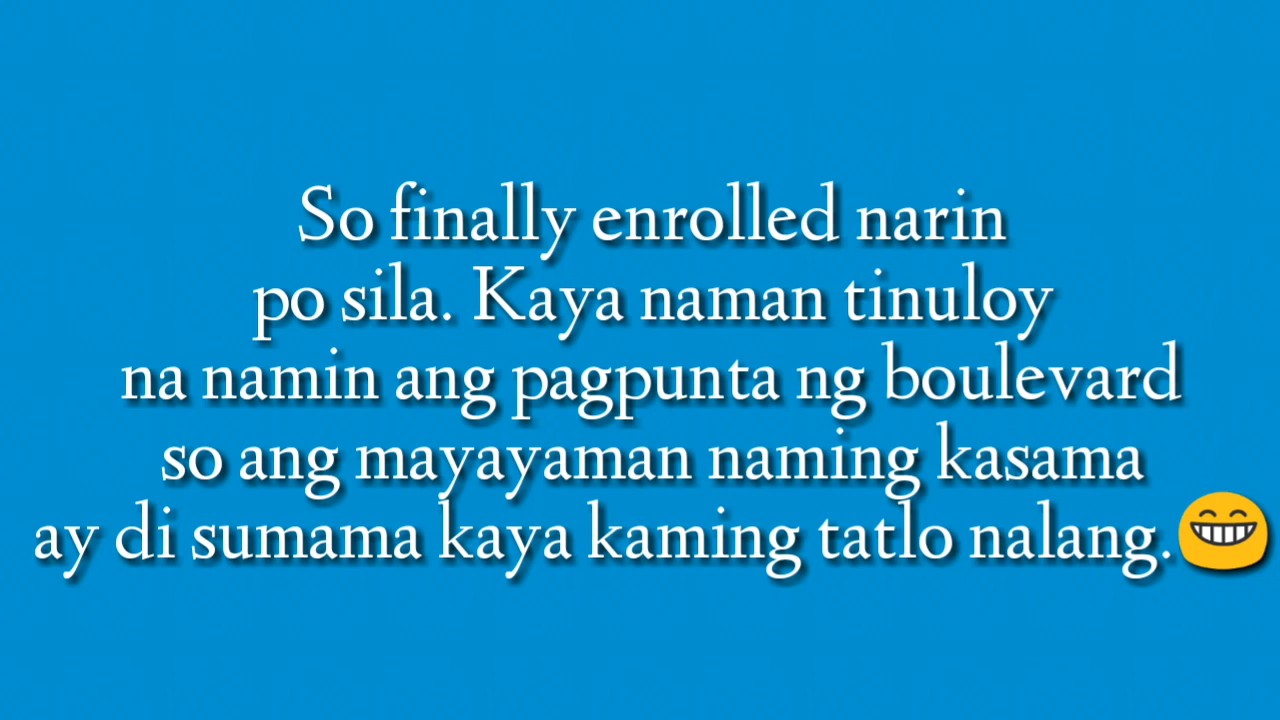 So finally enrolled narin
po sila. Kaya naman tinuloy
na namin ang pagpunta ng boulevard
so ang mayayaman naming kasama
ay di sumama kaya kaming tatlo nalang.😁